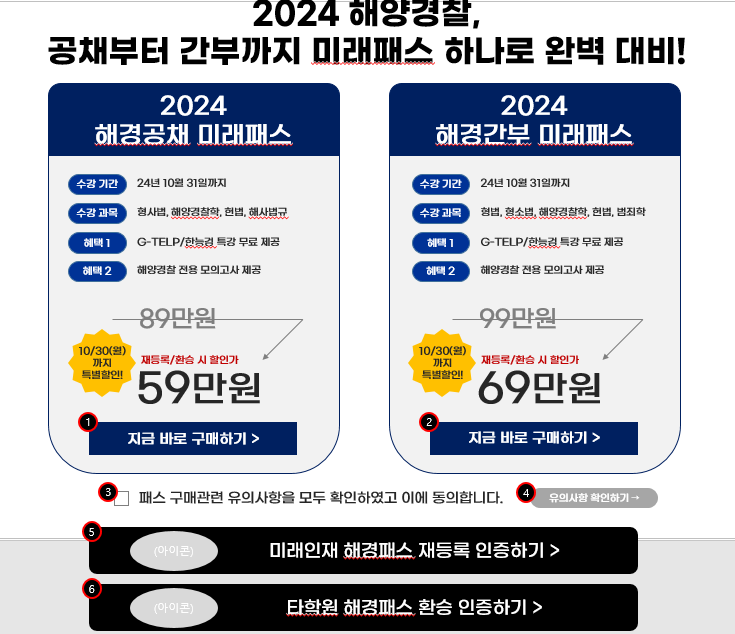 2024 해양경찰,
공채부터 간부까지 미래패스 하나로 완벽 대비!
2024
해경공채 미래패스
수강 기간 24년 10월 31일까지
수강 과목 형사법, 해양경찰학, 헌법, 해사법규
혜택 1 G-TELP/한능검 특강 무료 제공
혜택 2 해양경찰 전용 모의고사 제공
89만원
10/30(월)
까지
특별할인!
재등록/환승 시 할인가
59만원
1
지금 바로 구매하기 >
2024
해경간부 미래패스
수강 기간 24년 10월 31일까지
수강 과목 형법, 형소법, 해양경찰학, 헌법, 범죄학
혜택 1 G-TELP/한능검 특강 무료 제공
혜택 2 해양경찰 전용 모의고사 제공
99만원
10/30(월)
까지
특별할인!
재등록/환승 시 할인가
69만원
2
지금 바로 구매하기 >
3 패스 구매관련 유의사항을 모두 확인하였고 이에 동의합니다.
4 유의사항 확인하기→
5
(아이콘) 미래인재 해경패스 재등록 인증하기 >
6
(아이콘) 타학원 해경패스 환승 인증하기 >